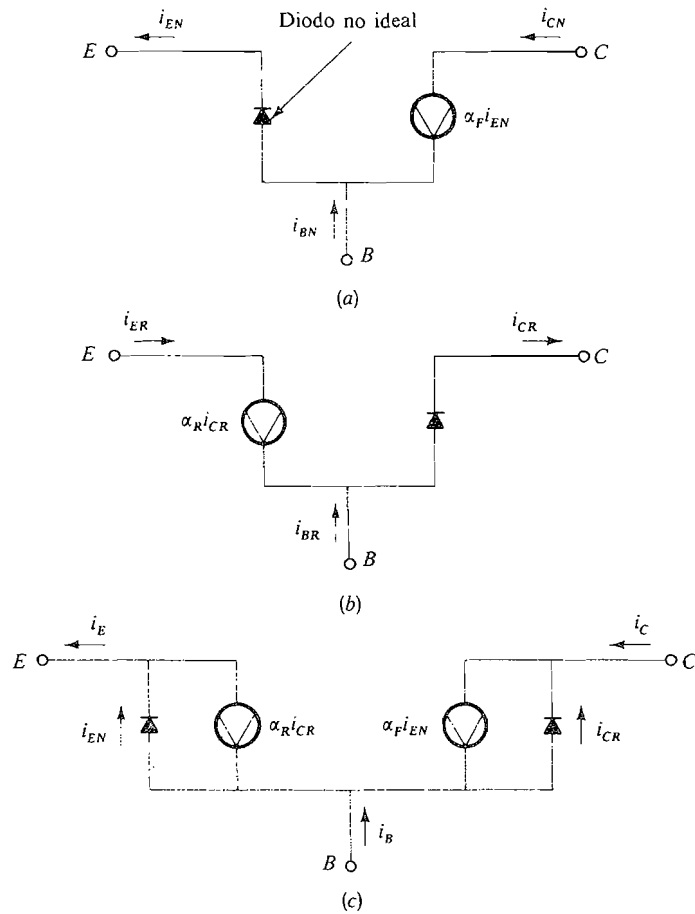 Diodo no ideal
i_EN
i_CN
E
C
α_F i_EN
i_BN
B
(a)
i_ER
i_CR
E
C
α_R i_CR
i_BR
B
(b)
i_E
i_C
E
C
i_EN
α_R i_CR
α_F i_EN
i_CR
i_B
B
(c)